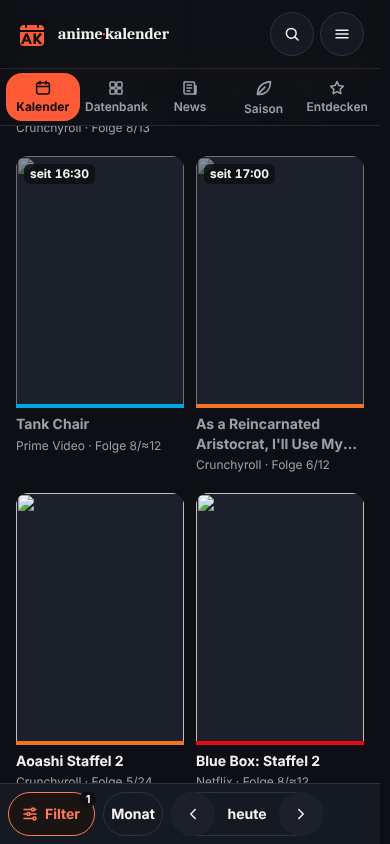 AK
anime·kalender
Kalender
Datenbank
News
Saison
Entdecken
Crunchyroll · Folge 8/13
seit 16:30
seit 17:00
Tank Chair
Prime Video · Folge 8/≈12
As a Reincarnated
Aristocrat, I'll Use My...
Crunchyroll · Folge 6/12
Aoashi Staffel 2
Crunchyroll · Folge 5/24
Blue Box: Staffel 2
Netflix · Folge 8/≈12
Filter
1
Monat
heute